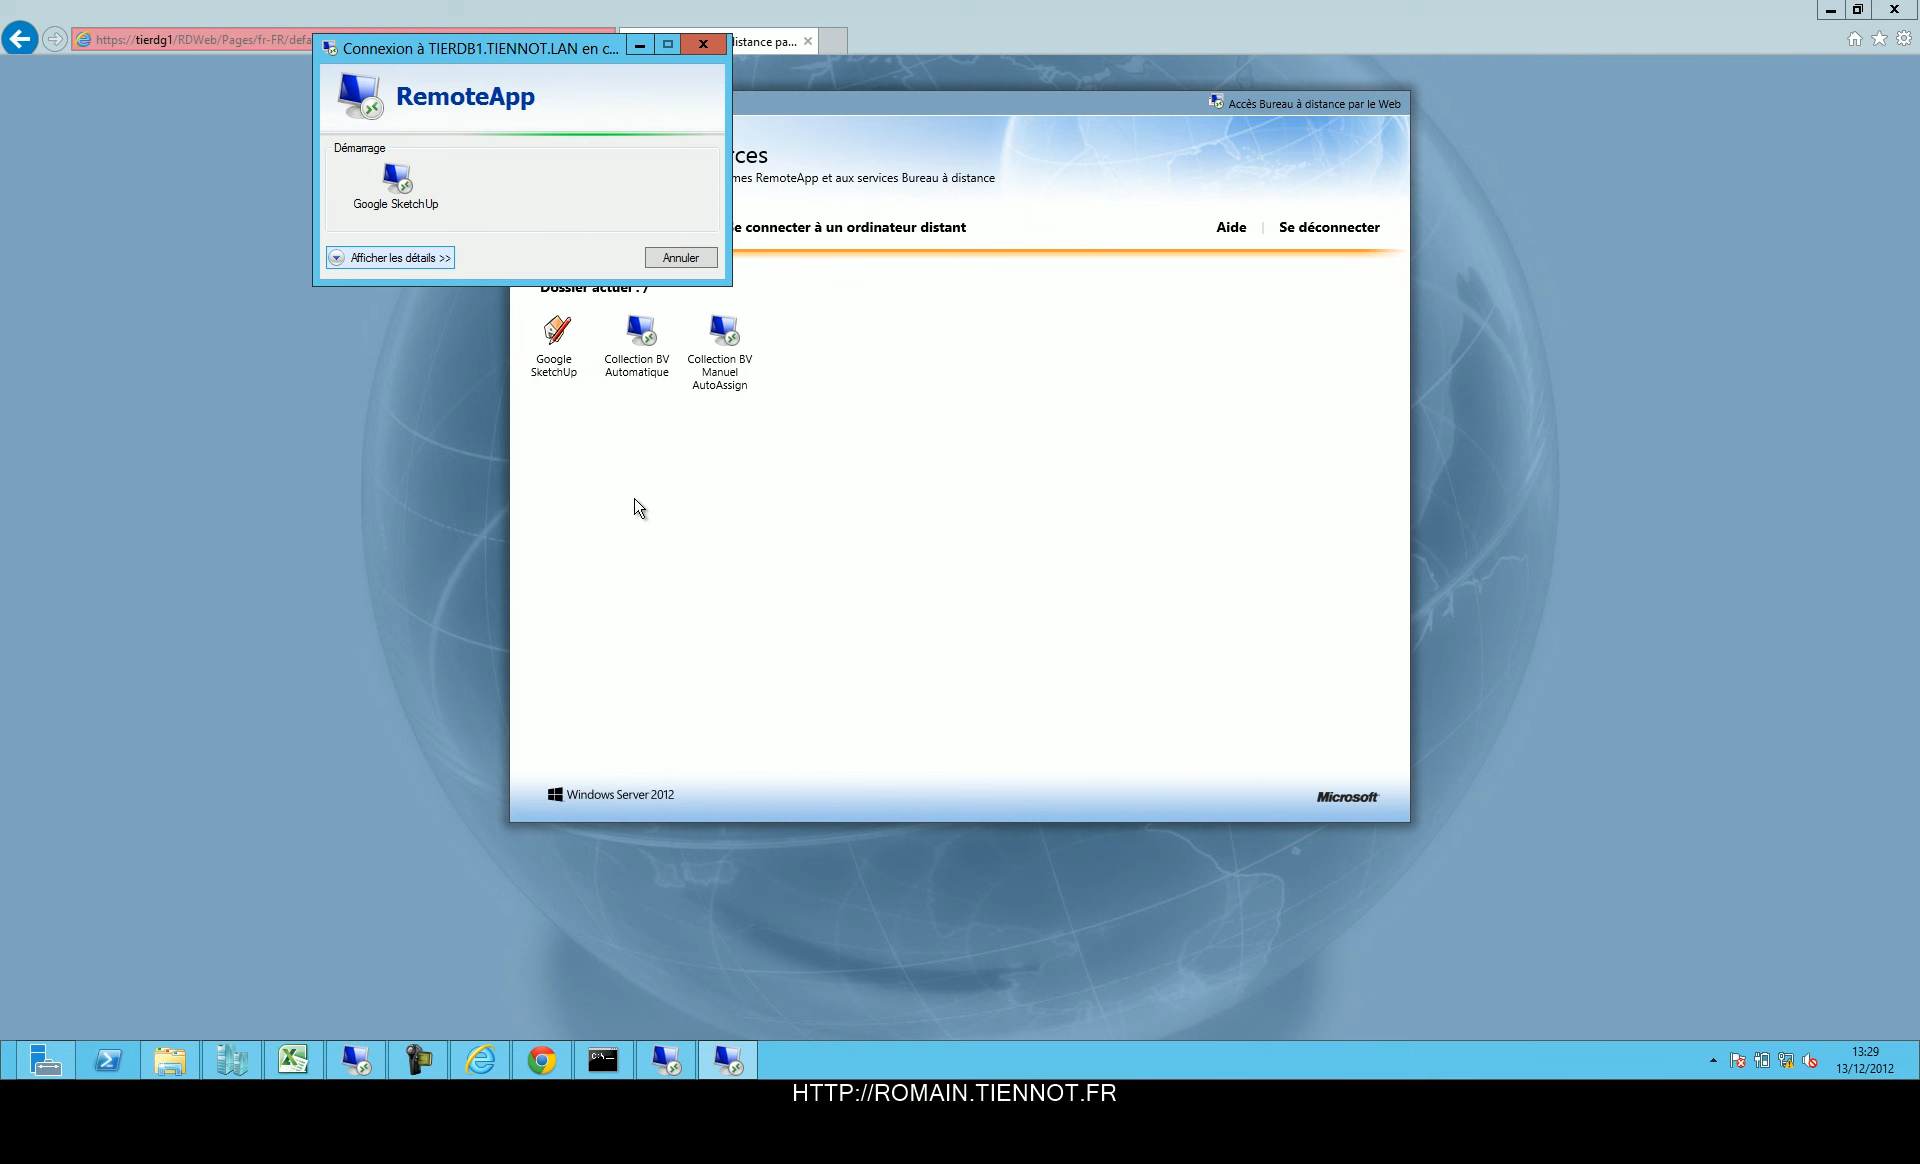 https://tierdg1/RDWeb/Pages/fr-FR/defa
Connexion à TIERDB1.TIENNOT.LAN en c...
istance pa...
RemoteApp
Accès Bureau à distance par le Web
Démarrage
Google SketchUp
rces
mes RemoteApp et aux services Bureau à distance
e connecter à un ordinateur distant
Aide
Se déconnecter
Afficher les détails >>
Annuler
Dossier actuel : /
Google
SketchUp
Collection BV
Automatique
Collection BV
Manuel
AutoAssign
Windows Server 2012
Microsoft
C:\_
13:29
13/12/2012
HTTP://ROMAIN.TIENNOT.FR